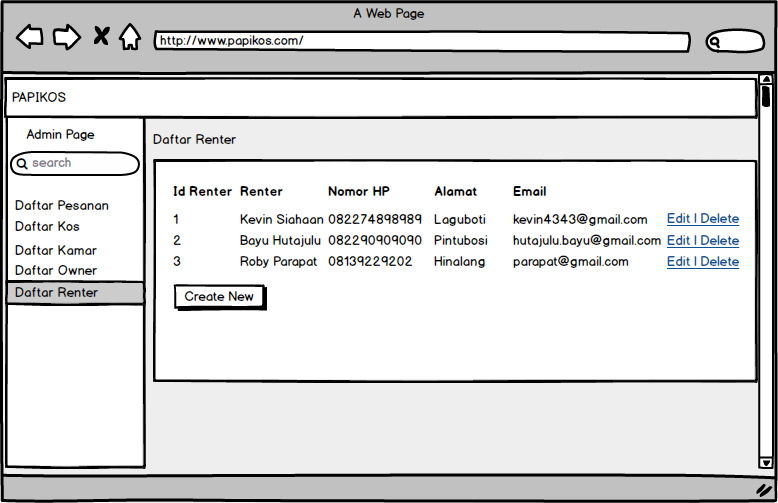 A Web Page
http://www.papikos.com/
PAPIKOS
Admin Page
search
Daftar Pesanan
Daftar Kos
Daftar Kamar
Daftar Owner
Daftar Renter
Daftar Renter
Id Renter Renter Nomor HP Alamat Email
1 Kevin Siahaan 082274898989 Laguboti kevin4343@gmail.com Edit | Delete
2 Bayu Hutajulu 082290909090 Pintubosi hutajulu.bayu@gmail.com Edit | Delete
3 Roby Parapat 08139229202 Hinalang parapat@gmail.com Edit | Delete
Create New